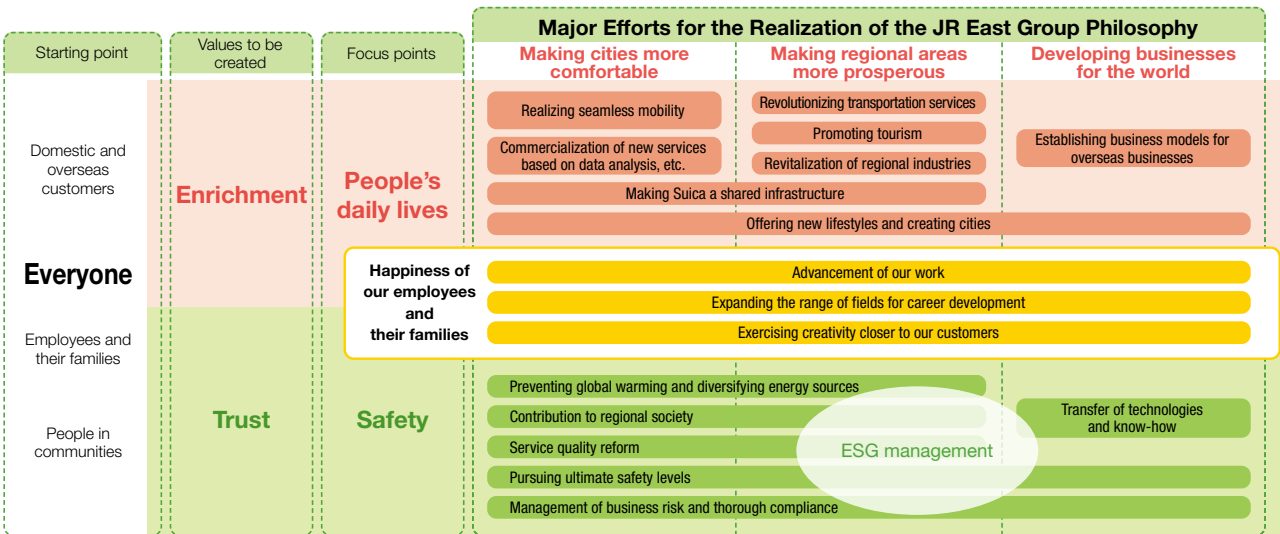 Major Efforts for the Realization of the JR East Group Philosophy
Starting point
Values to be
created
Focus points
Making cities more
comfortable
Making regional areas
more prosperous
Developing businesses
for the world
Domestic and
overseas
customers
Everyone
Employees and
their families
People in
communities
Enrichment
Trust
People's
daily lives
Safety
Realizing seamless mobility
Commercialization of new services
based on data analysis, etc.
Revolutionizing transportation services
Promoting tourism
Revitalization of regional industries
Establishing business models for
overseas businesses
Making Suica a shared infrastructure
Offering new lifestyles and creating cities
Happiness of
our employees
and
their families
Advancement of our work
Expanding the range of fields for career development
Exercising creativity closer to our customers
Preventing global warming and diversifying energy sources
Contribution to regional society
Service quality reform
Pursuing ultimate safety levels
Management of business risk and thorough compliance
ESG management
Transfer of technologies
and know-how